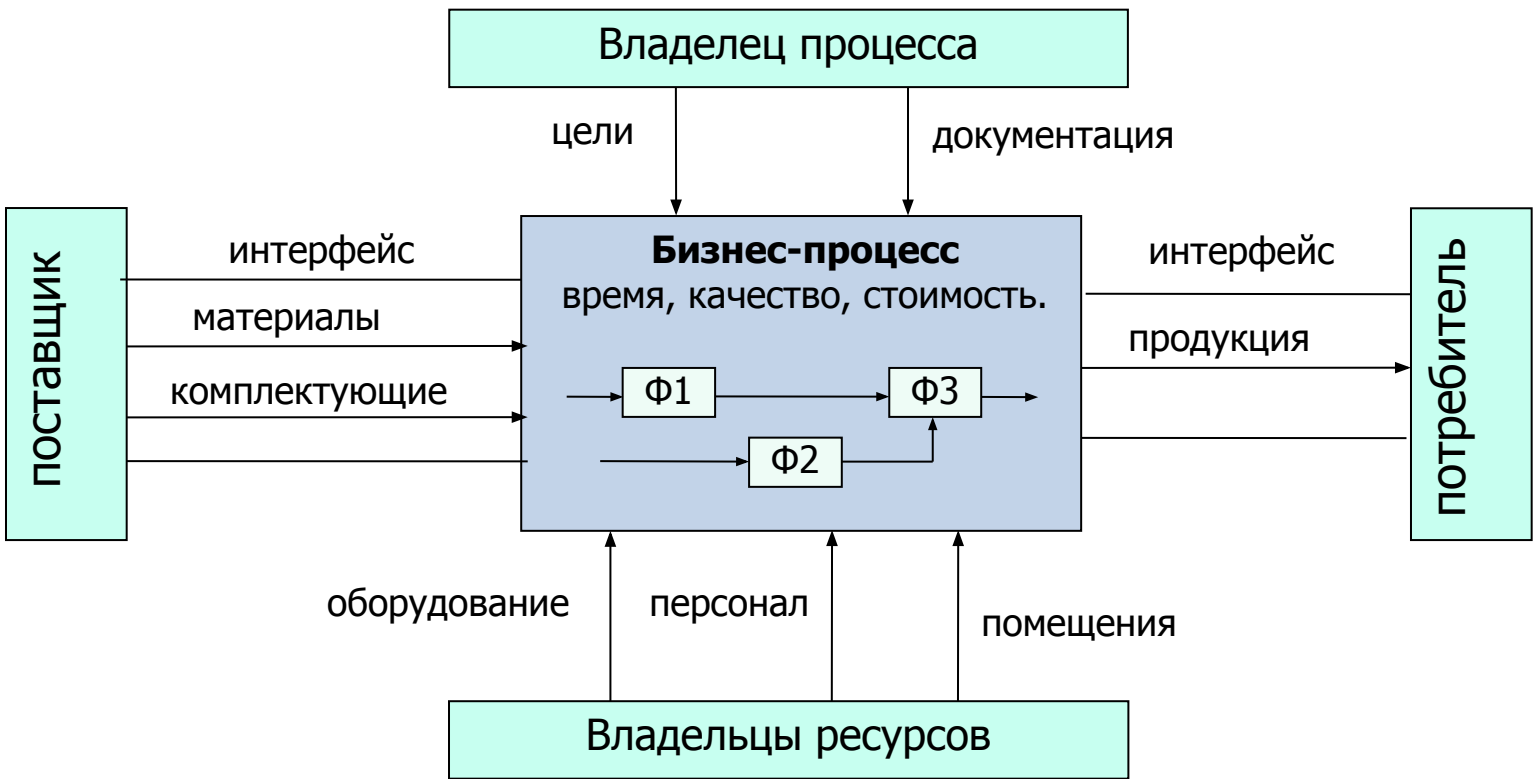 Владелец процесса
цели
документация
поставщик
интерфейс
материалы
комплектующие
Бизнес-процесс
время, качество, стоимость.
Ф1
Ф3
Ф2
интерфейс
продукция
потребитель
оборудование
персонал
помещения
Владельцы ресурсов